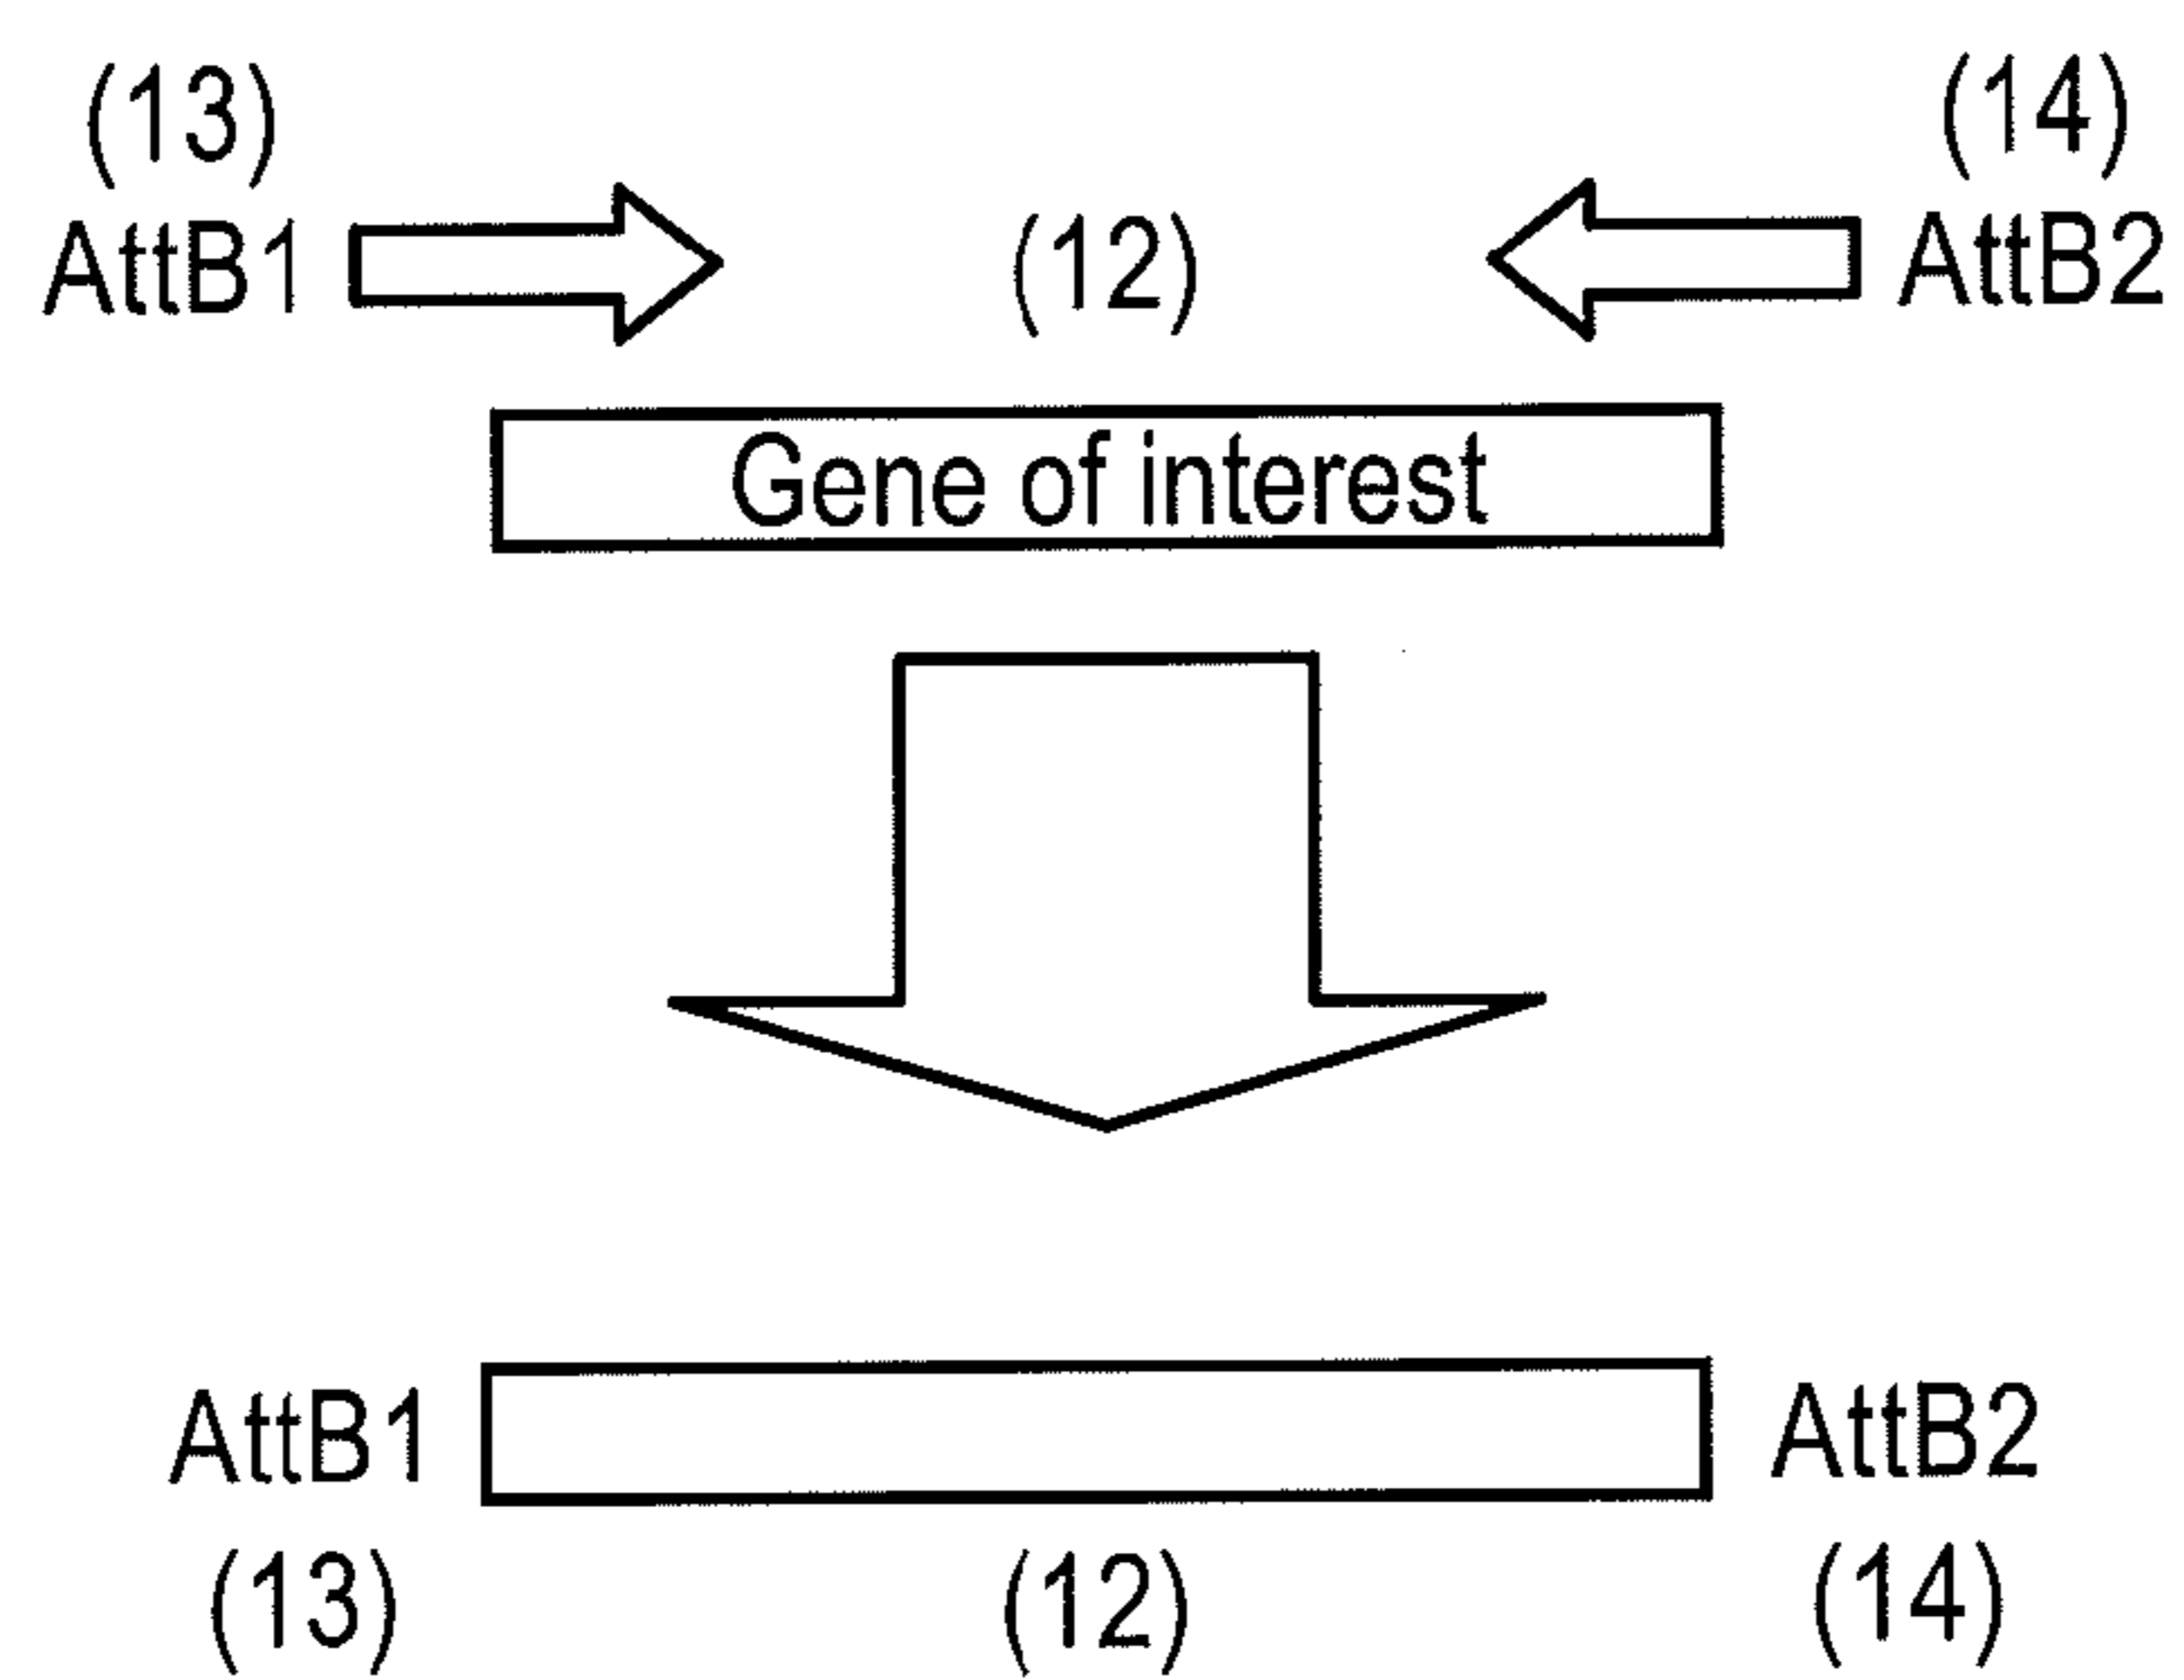 (13) (14)
AttB1 (12) AttB2
Gene of interest
AttB1 AttB2
(13) (12) (14)